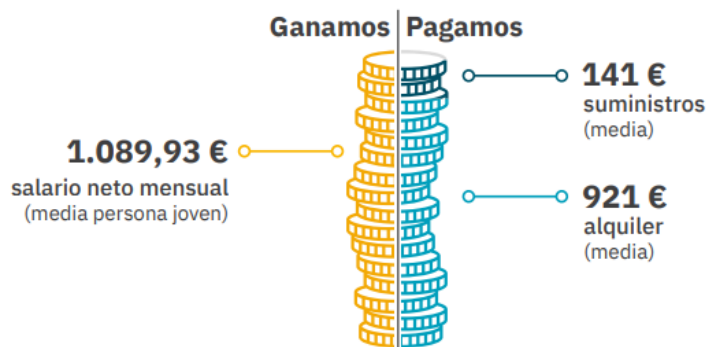 Ganamos
Pagamos
1.089,93 €
salario neto mensual
(media persona joven)
141 €
suministros
(media)
921 €
alquiler
(media)